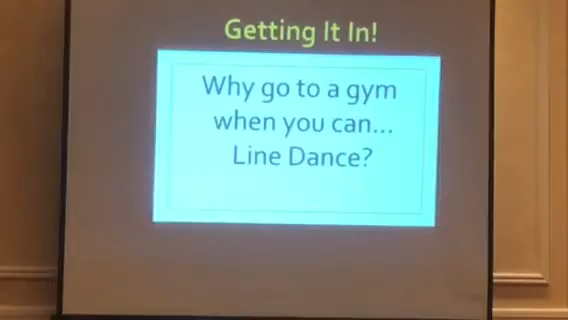 Getting It In!
Why go to a gym
when you can...
Line Dance?